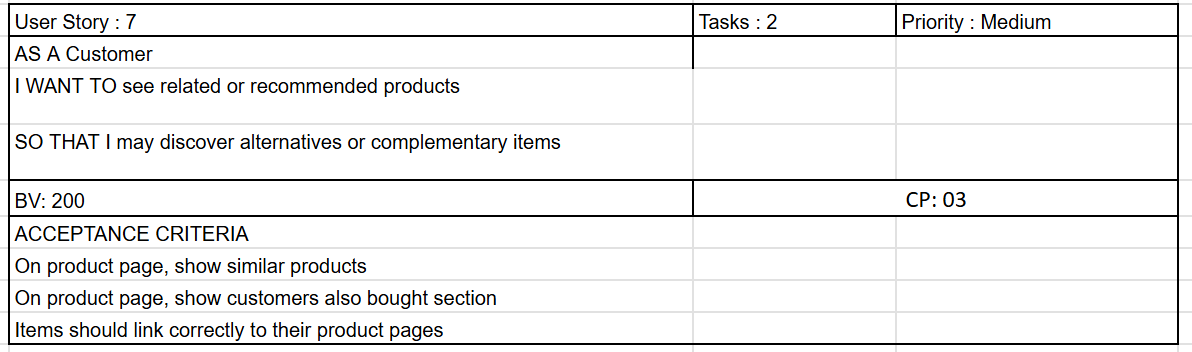 User Story : 7 Tasks : 2 Priority : Medium
AS A Customer
I WANT TO see related or recommended products
SO THAT I may discover alternatives or complementary items
BV: 200 CP: 03
ACCEPTANCE CRITERIA
On product page, show similar products
On product page, show customers also bought section
Items should link correctly to their product pages